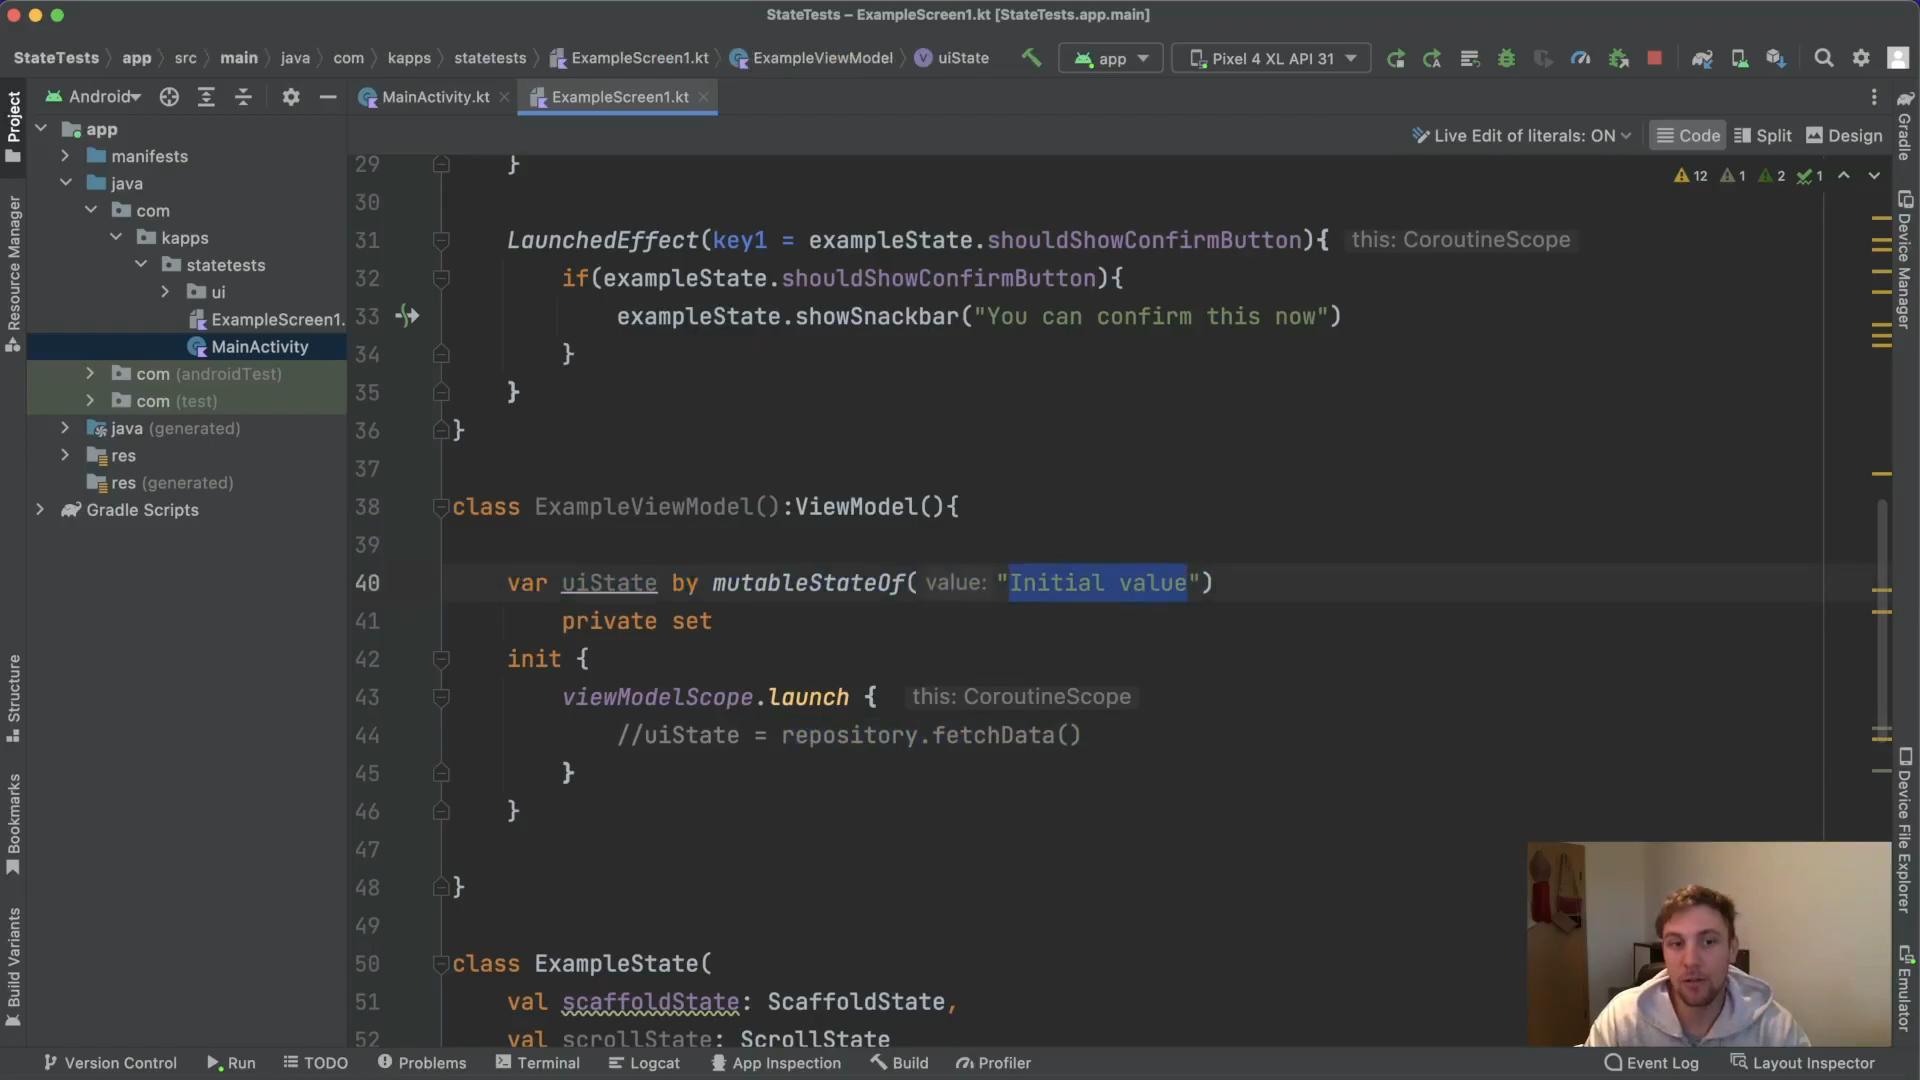 StateTests – ExampleScreen1.kt [StateTests.app.main]
StateTests app src main java com kapps statetests ExampleScreen1.kt ExampleViewModel uiState app Pixel 4 XL API 31
Android MainActivity.kt ExampleScreen1.kt
Live Edit of literals: ON Code Split Design
12 1 2 1
Project
Resource Manager
Structure
Bookmarks
Build Variants
app
manifests
java
com
kapps
statetests
ui
ExampleScreen1.
MainActivity
com (androidTest)
com (test)
java (generated)
res
res (generated)
Gradle Scripts
29 }
30
31 LaunchedEffect(key1 = exampleState.shouldShowConfirmButton){ this: CoroutineScope
32 if(exampleState.shouldShowConfirmButton){
33 exampleState.showSnackbar("You can confirm this now")
34 }
35 }
36 }
37
38 class ExampleViewModel():ViewModel(){
39
40 var uiState by mutableStateOf( value: "Initial value")
41 private set
42 init {
43 viewModelScope.launch { this: CoroutineScope
44 //uiState = repository.fetchData()
45 }
46 }
47
48 }
49
50 class ExampleState(
51 val scaffoldState: ScaffoldState,
52 val scrollState: ScrollState
Gradle
Device Manager
Device File Explorer
Emulator
Version Control Run TODO Problems Terminal Logcat App Inspection Build Profiler Event Log Layout Inspector